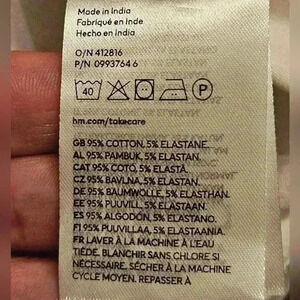 Made in India
Fabriqué en Inde
Hecho en India
O/N 412816
P/N 0993764 6
40 P
hm.com/takecare
GB 95% COTTON, 5% ELASTANE.
AL 95% PAMBUK, 5% ELASTAN.
CAT 95% COTÓ, 5% ELASTÀ.
CZ 95% BAVLNA, 5% ELASTAN.
DE 95% BAUMWOLLE, 5% ELASTHAN.
EE 95% PUUVILL, 5% ELASTAAN.
ES 95% ALGODÓN, 5% ELASTANO.
FI 95% PUUVILLAA, 5% ELASTAANIA.
FR LAVER À LA MACHINE À L'EAU
TIÈDE. BLANCHIR SANS CHLORE SI
NÉCESSAIRE. SÉCHER À LA MACHINE
CYCLE MOYEN. REPASSER À